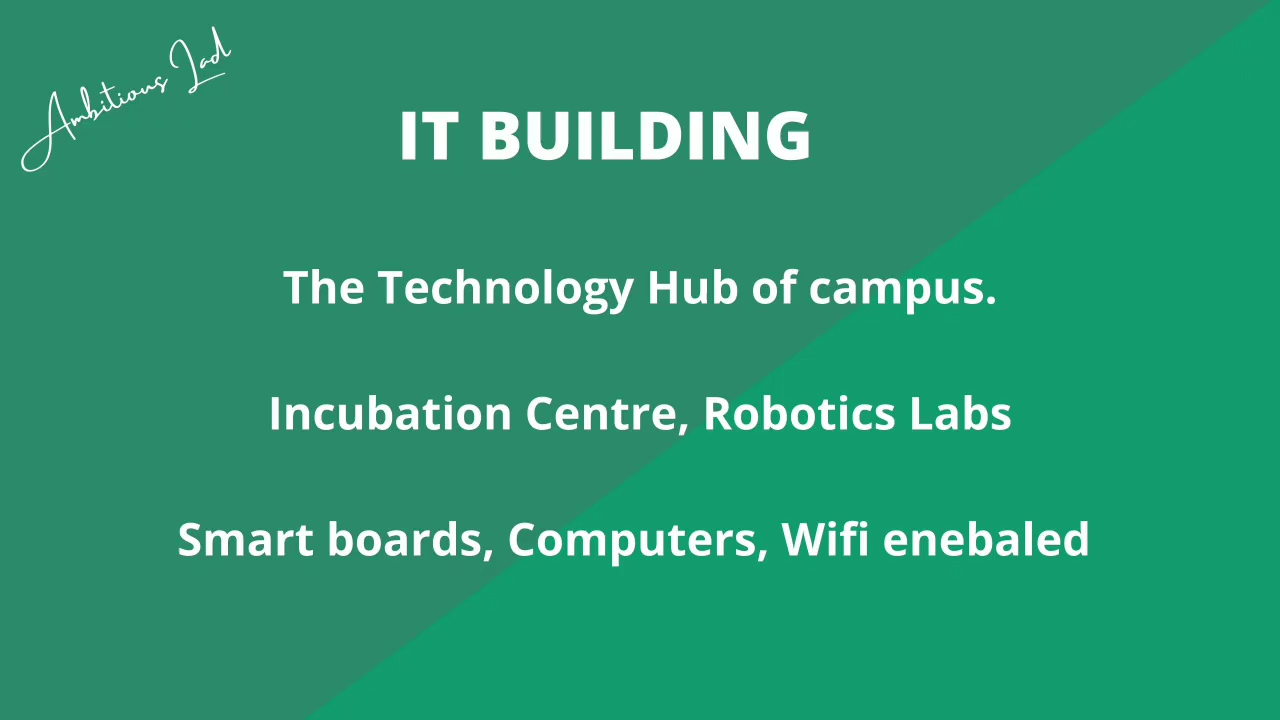 Ambitious Lad
IT BUILDING
The Technology Hub of campus.
Incubation Centre, Robotics Labs
Smart boards, Computers, Wifi enebaled